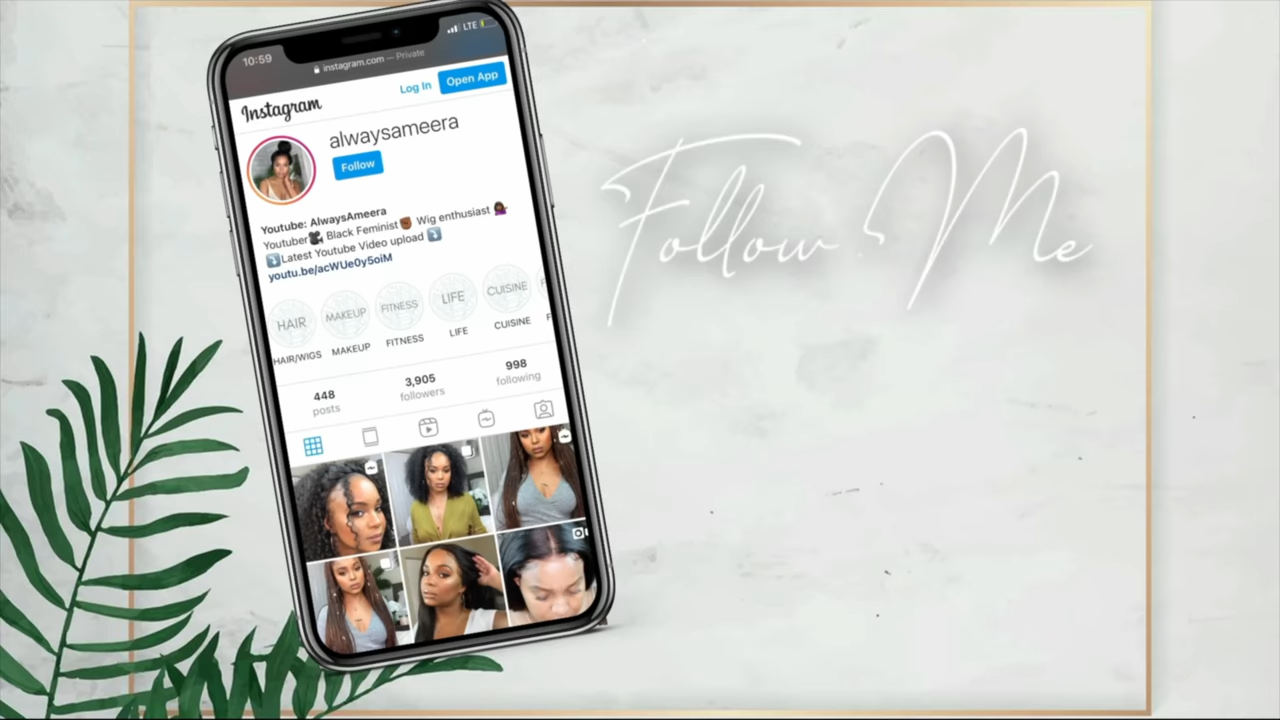 10:59
LTE
instagram.com — Private
Instagram
Log In
Open App
alwaysameera
Follow
Youtube: AlwaysAmeera
Youtuber🎥 Black Feminist✊🏾 Wig enthusiast 💁🏾‍♀️
⤵️Latest Youtube Video upload ⤵️
youtu.be/acWUe0y5oiM
HAIR MAKEUP FITNESS LIFE CUISINE
HAIR/WIGS MAKEUP FITNESS LIFE CUISINE F
448 3,905 998
posts followers following
Follow Me